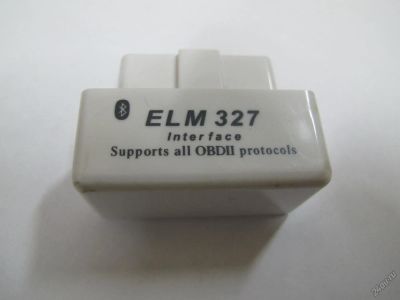 ELM 327
Interface
Supports all OBDII protocols